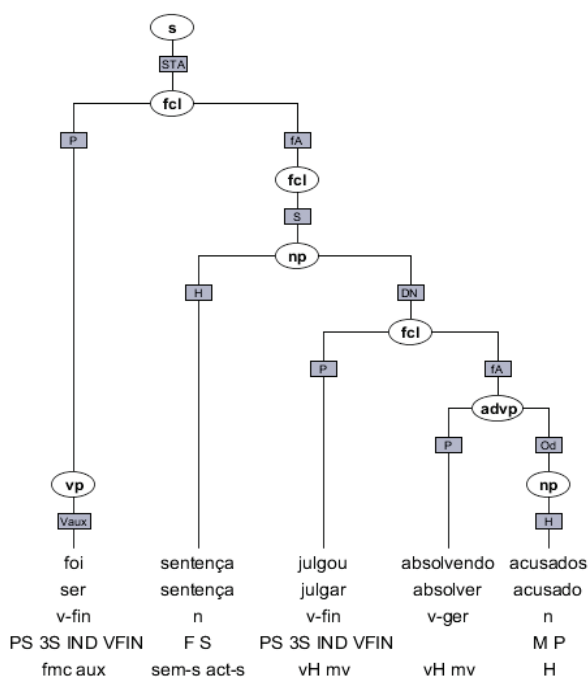 s
STA
fcl
P fA
fcl
S
np
H DN
fcl
P fA
advp
P Od
vp np
Vaux H
foi sentença julgou absolvendo acusados
ser sentença julgar absolver acusado
v-fin n v-fin v-ger n
PS 3S IND VFIN F S PS 3S IND VFIN M P
fmc aux sem-s act-s vH mv vH mv H